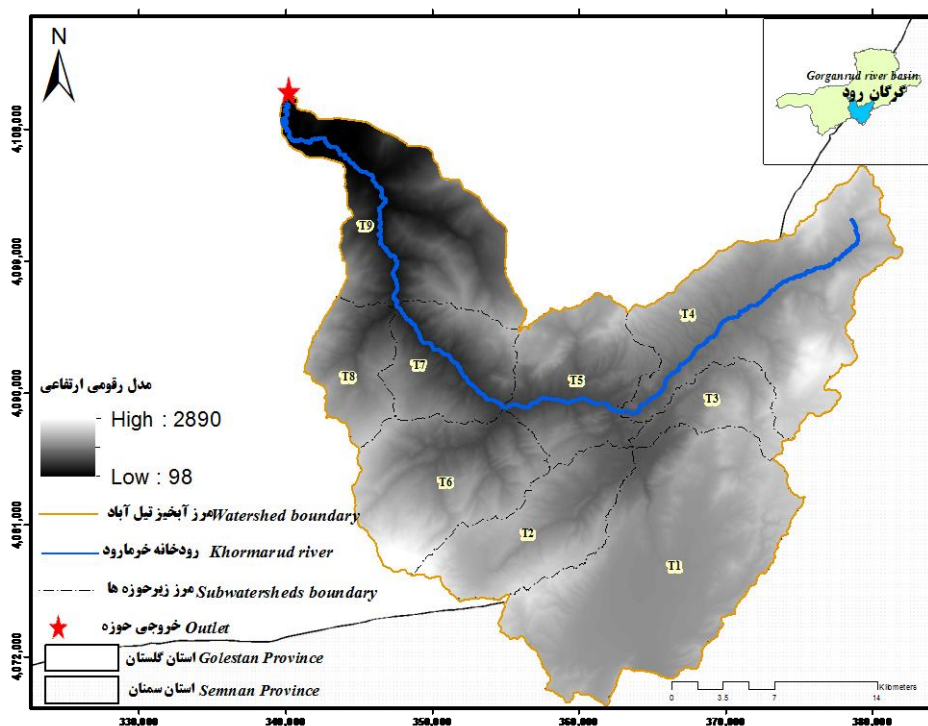 N
Gorganrud river basin
گرگان رود
4,108,000
4,099,000
4,090,000
4,081,000
4,072,000
T9
T4
T8
T7
T5
T3
T6
T2
T1
مدل رقومی ارتفاعی
High : 2890
Low : 98
مرز آبخیز تیل آباد Watershed boundary
رودخانه خرمارود Khormarud river
مرز زیرحوزه ها Subwatersheds boundary
خروجی حوزه Outlet
استان گلستان Golestan Province
استان سمنان Semnan Province
Kilometers
0 3.5 7 14
330,000 340,000 350,000 360,000 370,000 380,000